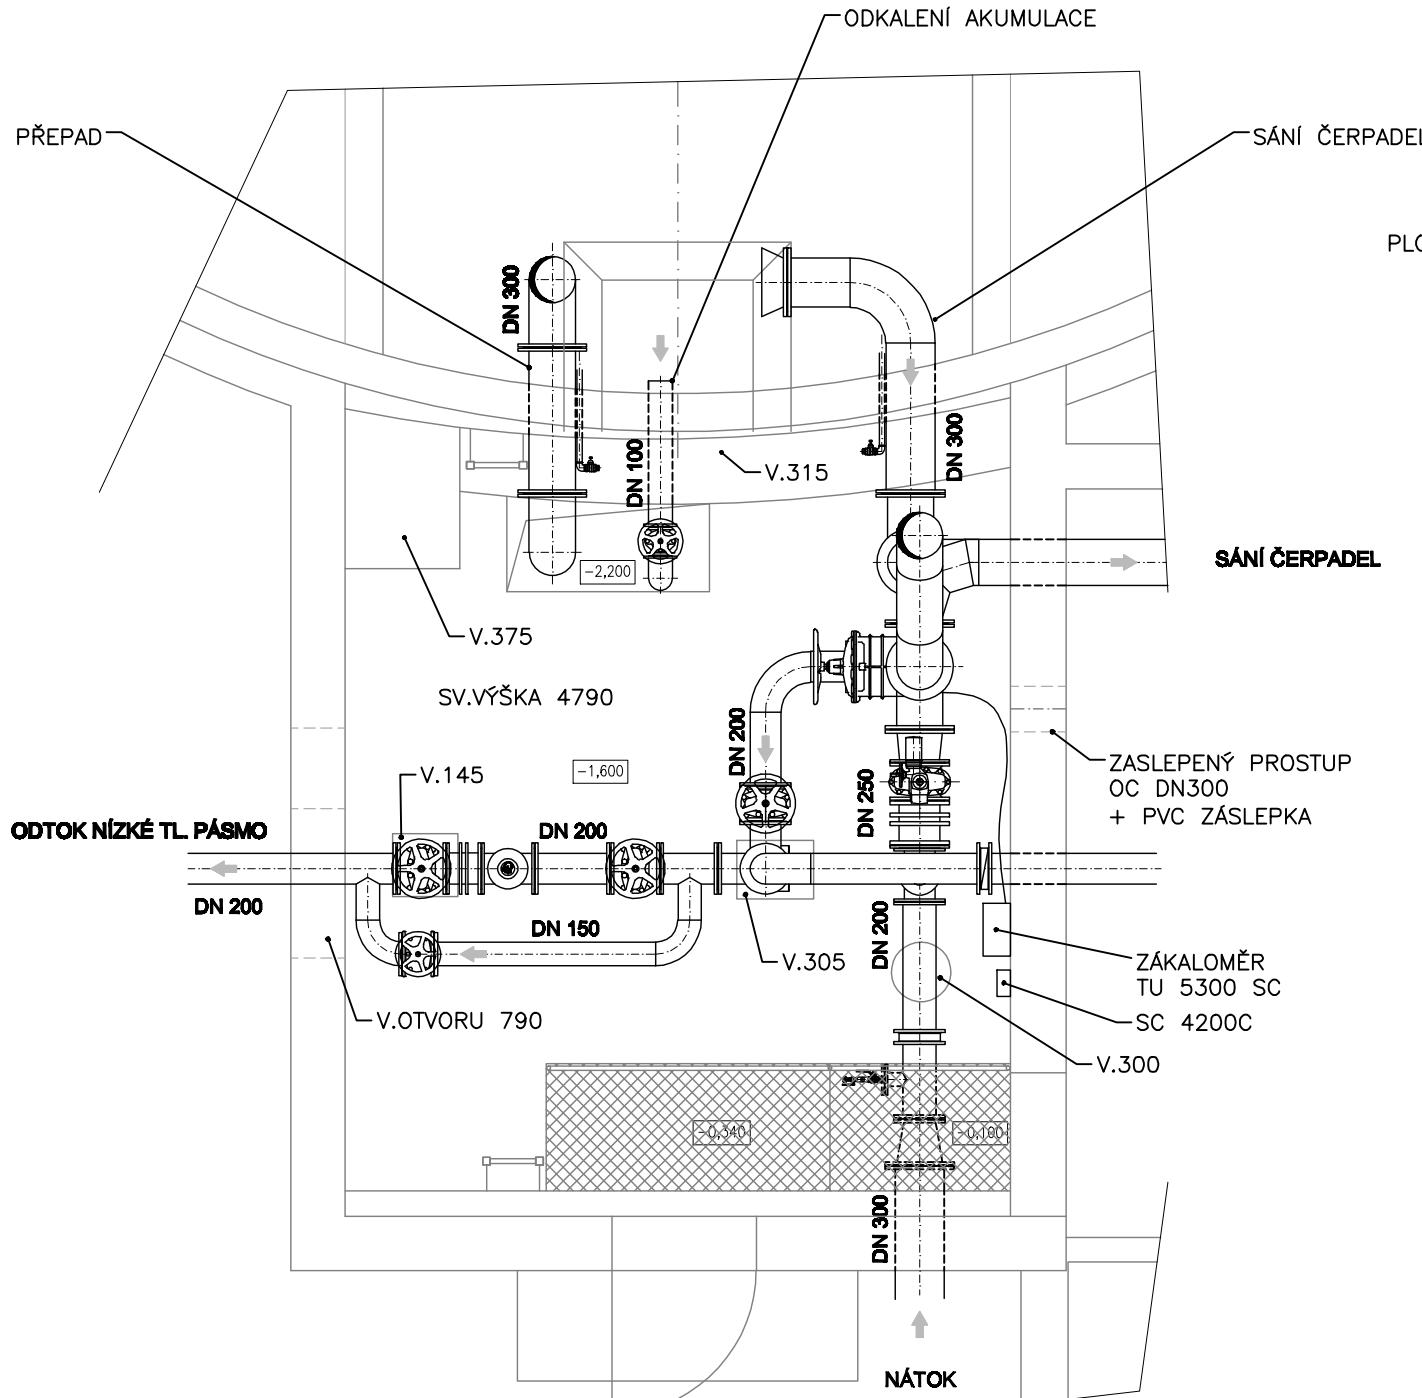 ODKALENÍ AKUMULACE
PŘEPAD
SÁNÍ ČERPADEL
DN 300
DN 100
V.315
DN 300
SÁNÍ ČERPADEL
-2,200
V.375
SV.VÝŠKA 4790
DN 200
ZASLEPENÝ PROSTUP
OC DN300
+ PVC ZÁSLEPKA
V.145
-1,600
DN 250
ODTOK NÍZKÉ TL. PÁSMO
DN 200
DN 200
DN 150
DN 200
V.305
ZÁKALOMĚR
TU 5300 SC
SC 4200C
V.OTVORU 790
V.300
-0,340
-0,100
DN 300
NÁTOK